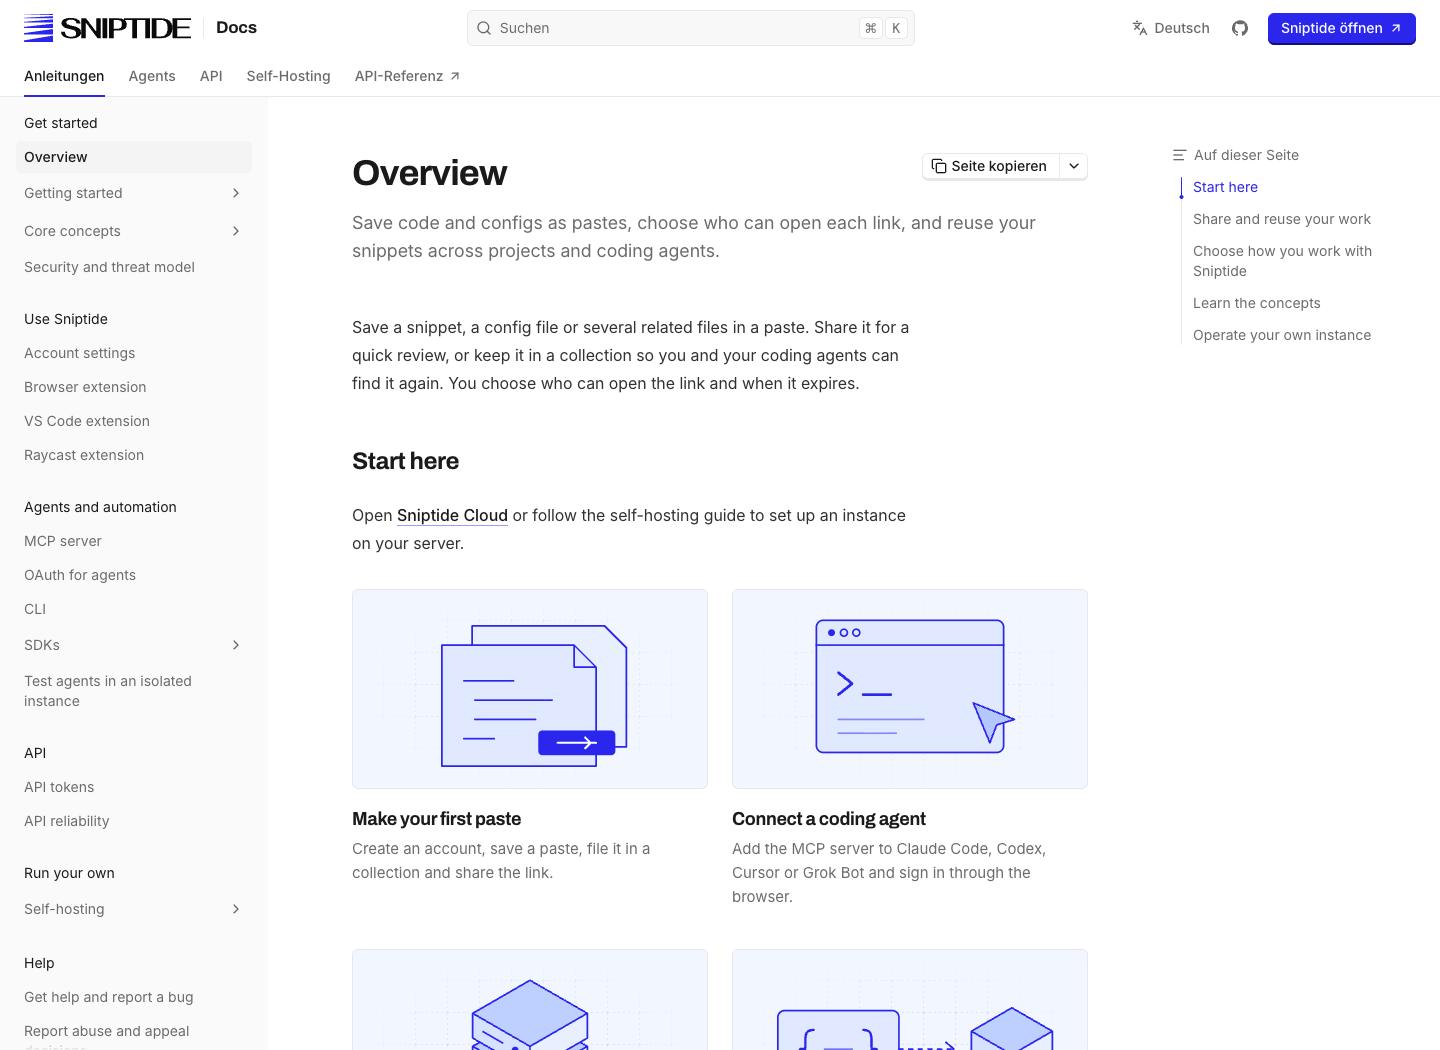 SNIPTIDE Docs
Suchen ⌘ K
Deutsch
Sniptide öffnen
Anleitungen Agents API Self-Hosting API-Referenz
Get started
Overview
Getting started
Core concepts
Security and threat model
Use Sniptide
Account settings
Browser extension
VS Code extension
Raycast extension
Agents and automation
MCP server
OAuth for agents
CLI
SDKs
Test agents in an isolated
instance
API
API tokens
API reliability
Run your own
Self-hosting
Help
Get help and report a bug
Report abuse and appeal
Overview
Seite kopieren
Save code and configs as pastes, choose who can open each link, and reuse your
snippets across projects and coding agents.
Save a snippet, a config file or several related files in a paste. Share it for a
quick review, or keep it in a collection so you and your coding agents can
find it again. You choose who can open the link and when it expires.
Start here
Open Sniptide Cloud or follow the self-hosting guide to set up an instance
on your server.
Make your first paste
Create an account, save a paste, file it in a
collection and share the link.
Connect a coding agent
Add the MCP server to Claude Code, Codex,
Cursor or Grok Bot and sign in through the
browser.
Auf dieser Seite
Start here
Share and reuse your work
Choose how you work with
Sniptide
Learn the concepts
Operate your own instance